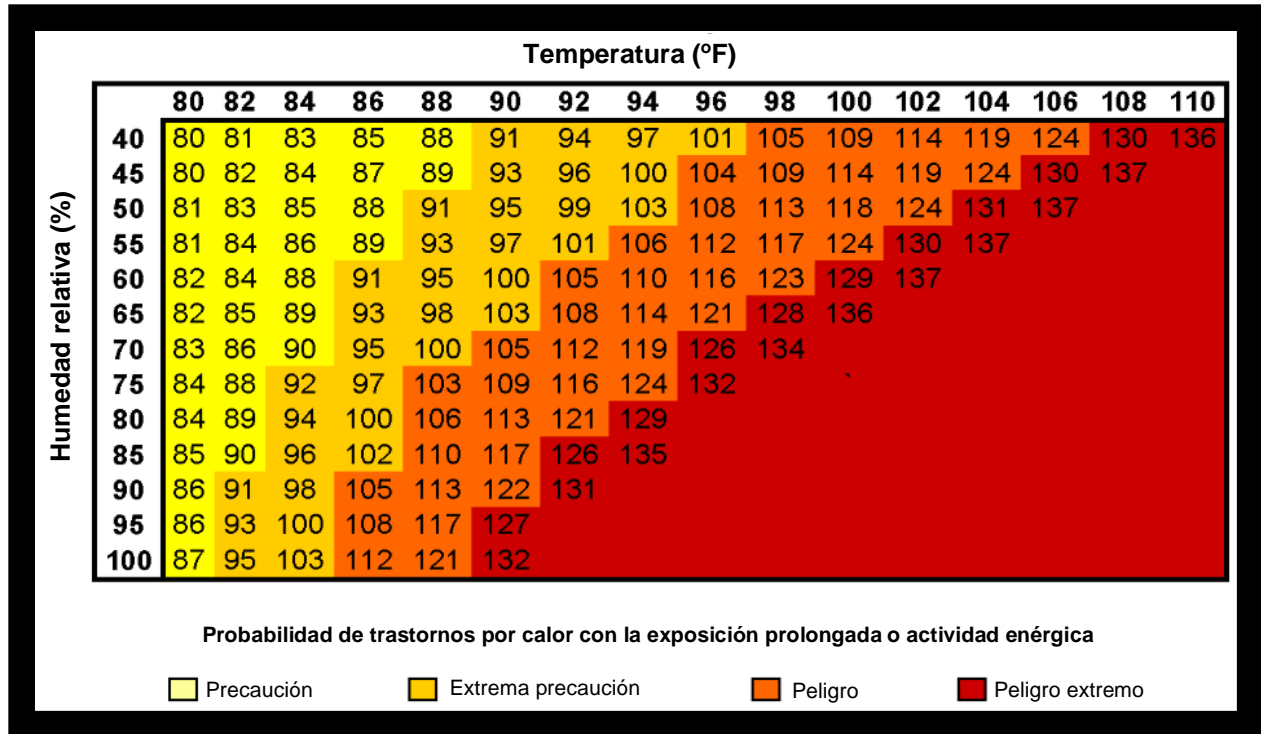 Temperatura (ºF)
80 82 84 86 88 90 92 94 96 98 100 102 104 106 108 110
Humedad relativa (%)
40 80 81 83 85 88 91 94 97 101 105 109 114 119 124 130 136
45 80 82 84 87 89 93 96 100 104 109 114 119 124 130 137
50 81 83 85 88 91 95 99 103 108 113 118 124 131 137
55 81 84 86 89 93 97 101 106 112 117 124 130 137
60 82 84 88 91 95 100 105 110 116 123 129 137
65 82 85 89 93 98 103 108 114 121 128 136
70 83 86 90 95 100 105 112 119 126 134
75 84 88 92 97 103 109 116 124 132
80 84 89 94 100 106 113 121 129
85 85 90 96 102 110 117 126 135
90 86 91 98 105 113 122 131
95 86 93 100 108 117 127
100 87 95 103 112 121 132
Probabilidad de trastornos por calor con la exposición prolongada o actividad enérgica
Precaución Extrema precaución Peligro Peligro extremo